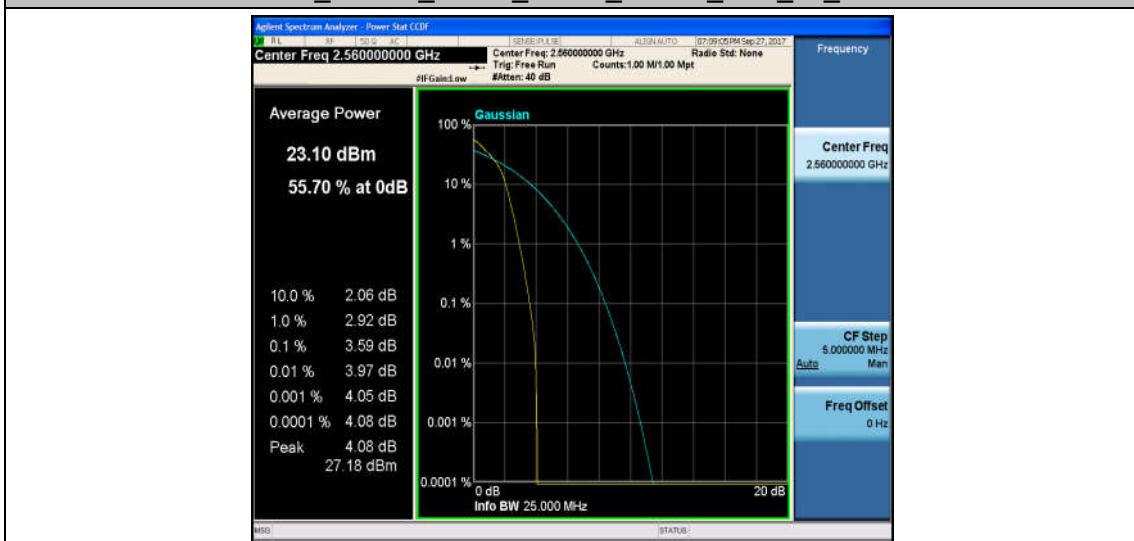 Agilent Spectrum Analyzer - Power Stat CCDF
RL RF 50 Ω AC SENSE:PULSE ALIGN AUTO 07:09:05 PM Sep 27, 2017
Center Freq 2.560000000 GHz
Center Freq: 2.560000000 GHz Radio Std: None
Trig: Free Run Counts:1.00 M/1.00 Mpt
#IFGain:Low #Atten: 40 dB
Frequency
Average Power
23.10 dBm
55.70 % at 0dB
10.0 % 2.06 dB
1.0 % 2.92 dB
0.1 % 3.59 dB
0.01 % 3.97 dB
0.001 % 4.05 dB
0.0001 % 4.08 dB
Peak 4.08 dB
27.18 dBm
Gaussian
100 %
10 %
1 %
0.1 %
0.01 %
0.001 %
0.0001 %
0 dB 20 dB
Info BW 25.000 MHz
Center Freq
2.560000000 GHz
CF Step
5.000000 MHz
Auto Man
Freq Offset
0 Hz
MSG STATUS